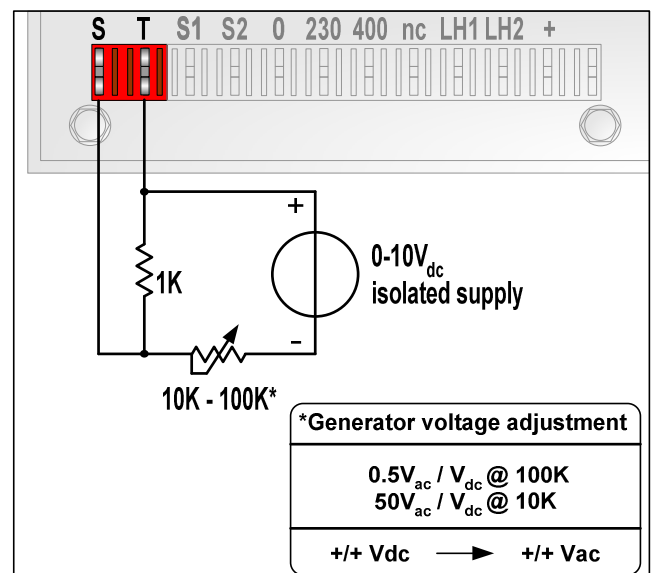 S T S1 S2 0 230 400 nc LH1 LH2 +
+
0-10Vdc
isolated supply
1K
-
10K - 100K*
*Generator voltage adjustment
0.5Vac / Vdc @ 100K
50Vac / Vdc @ 10K
+/+ Vdc → +/+ Vac